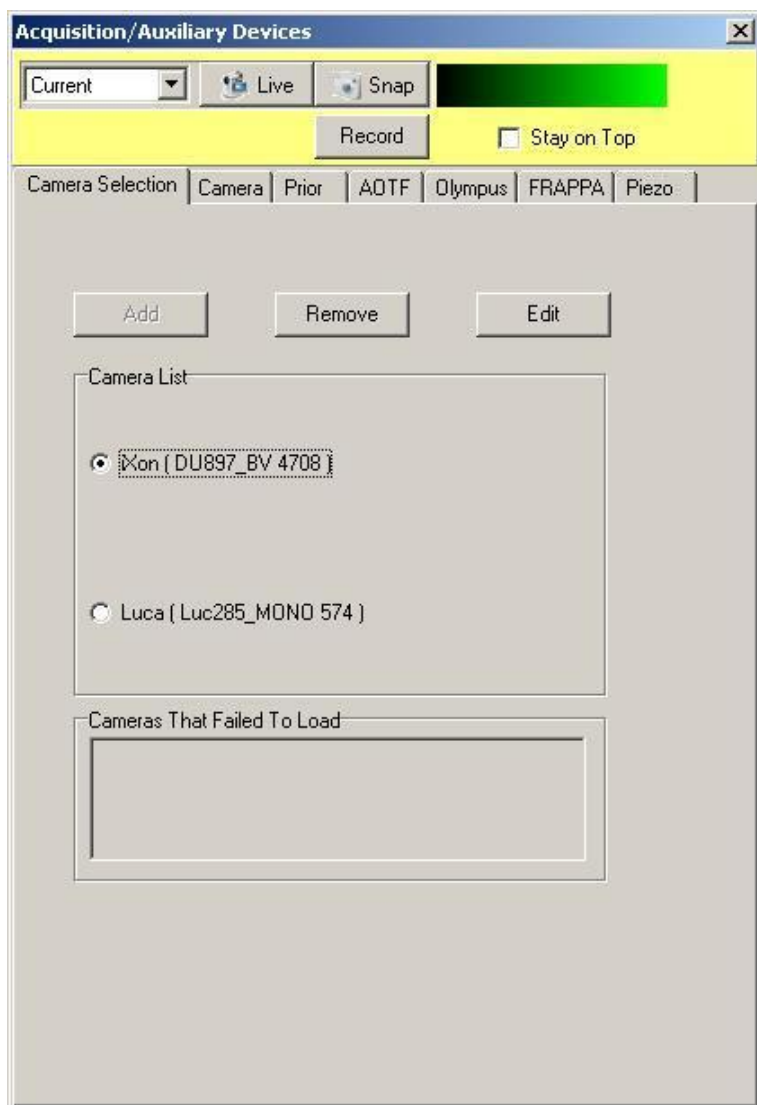 Acquisition/Auxiliary Devices
Current Live Snap
Record Stay on Top
Camera Selection Camera Prior AOTF Olympus FRAPPA Piezo
Add Remove Edit
Camera List
iXon ( DU897_BV 4708 )
Luca ( Luc285_MONO 574 )
Cameras That Failed To Load